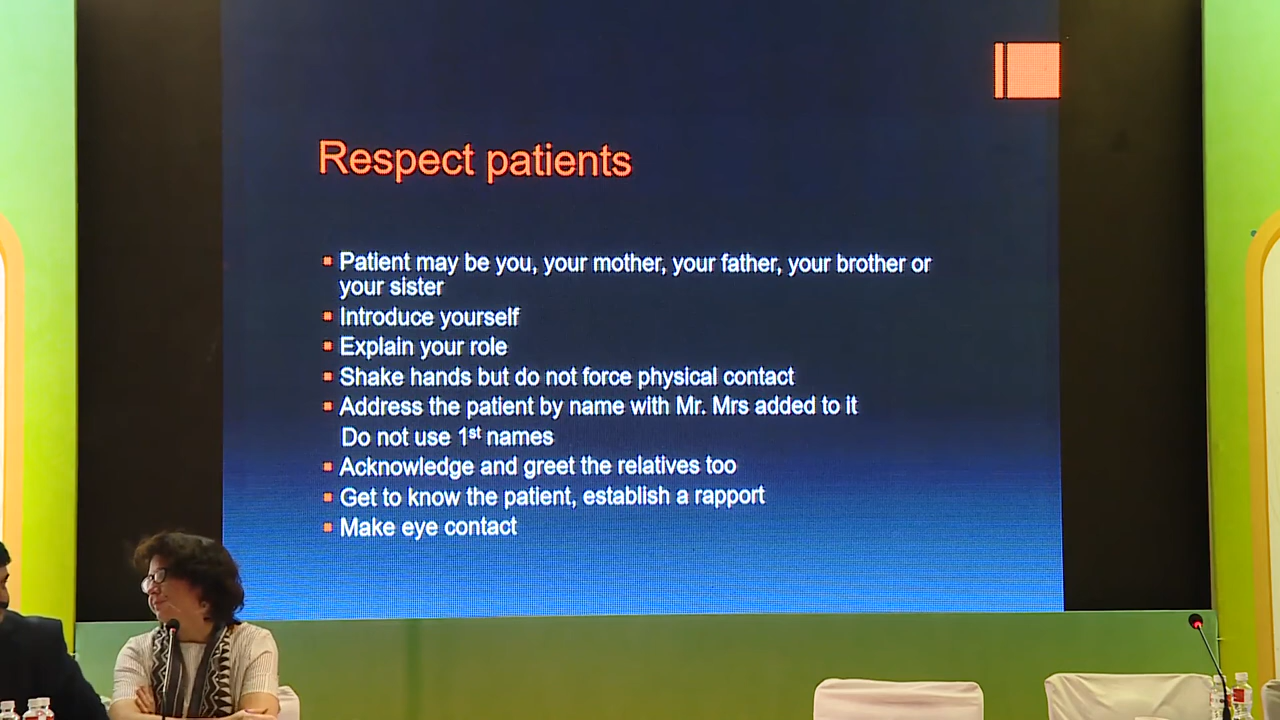 Respect patients
Patient may be you, your mother, your father, your brother or
your sister
Introduce yourself
Explain your role
Shake hands but do not force physical contact
Address the patient by name with Mr. Mrs added to it
Do not use 1st names
Acknowledge and greet the relatives too
Get to know the patient, establish a rapport
Make eye contact